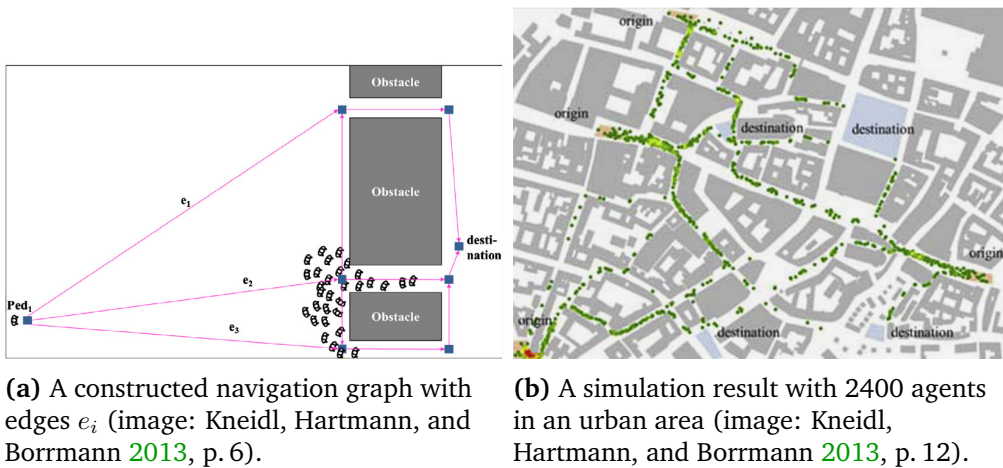 Obstacle
e1
Obstacle
desti-
nation
e2
Ped1
Obstacle
e3
origin
origin
destination
destination
origin
origin
destination
destination
(a) A constructed navigation graph with
edges ei (image: Kneidl, Hartmann, and
Borrmann 2013, p. 6).
(b) A simulation result with 2400 agents
in an urban area (image: Kneidl,
Hartmann, and Borrmann 2013, p. 12).